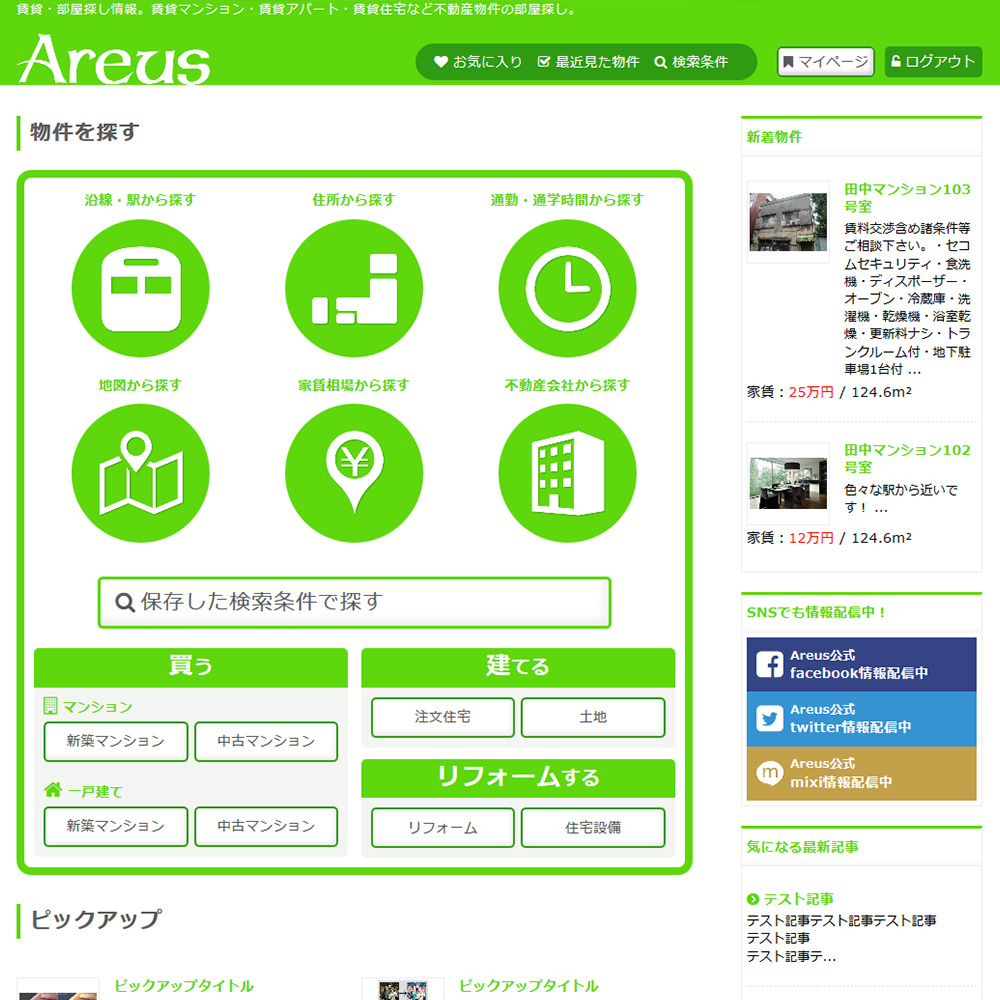 賃貸・部屋探し情報。賃貸マンション・賃貸アパート・賃貸住宅など不動産物件の部屋探し。
Areus
お気に入り 最近見た物件 検索条件
マイページ
ログアウト
物件を探す
沿線・駅から探す
住所から探す
通勤・通学時間から探す
地図から探す
家賃相場から探す
¥
不動産会社から探す
保存した検索条件で探す
買う
マンション
新築マンション
中古マンション
一戸建て
新築マンション
中古マンション
建てる
注文住宅
土地
リフォームする
リフォーム
住宅設備
ピックアップ
ピックアップタイトル
ピックアップタイトル
新着物件
田中マンション103
号室
賃料交渉含め諸条件等
ご相談下さい。・セコ
ムセキュリティ・食洗
機・ディスポーザー・
オーブン・冷蔵庫・洗
濯機・乾燥機・浴室乾
燥・更新料ナシ・トラ
ンクルーム付・地下駐
車場1台付 ...
家賃：25万円 / 124.6m²
田中マンション102
号室
色々な駅から近いで
す！ ...
家賃：12万円 / 124.6m²
SNSでも情報配信中！
Areus公式
facebook情報配信中
Areus公式
twitter情報配信中
m
Areus公式
mixi情報配信中
気になる最新記事
テスト記事
テスト記事テスト記事テスト記事
テスト記事
テスト記事テ...